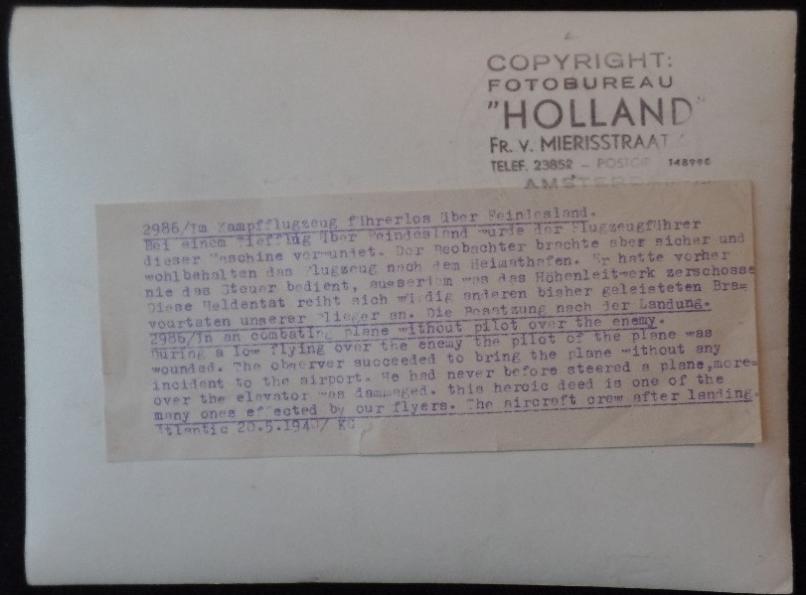 COPYRIGHT:
FOTOBUREAU
"HOLLAND"
FR. V. MIERISSTRAAT
TELEF. 23852 – POSTGIR 148990
AMSTERDAM
2986/Im Kampfflugzeug führerlos über Feindesland.
Bei einem Tiefflug über Feindesland wurde der Flugzeugführer
dieser Maschine verwundet. Der Beobachter brachte aber sicher und
wohlbehalten das Flugzeug nach dem Heimathafen. Er hatte vorher
nie das Steuer bedient, ausserdem was das Höhenleitwerk zerschosse
Diese Heldentat reiht sich würdig anderen bisher geleisteten Bra=
vourtaten unserer Flieger an. Die Besatzung nach der Landung.
2986/In an combating plane without pilot over the enemy.
During a low flying over the enemy the pilot of the plane was
wounded. The observer succeeded to bring the plane without any
incident to the airport. He had never before steered a plane,more=
over the elevator was damaged. this heroic deed is one of the
many ones effected by our flyers. The aircraft crew after landing.
Atlantic 20.5.1940/ KG